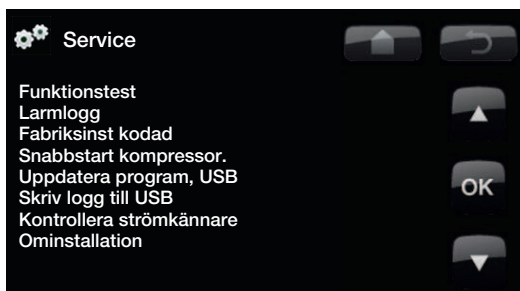 Service
Funktionstest
Larmlogg
Fabriksinst kodad
Snabbstart kompressor.
Uppdatera program, USB
Skriv logg till USB
OK
Kontrollera strömkännare
Ominstallation